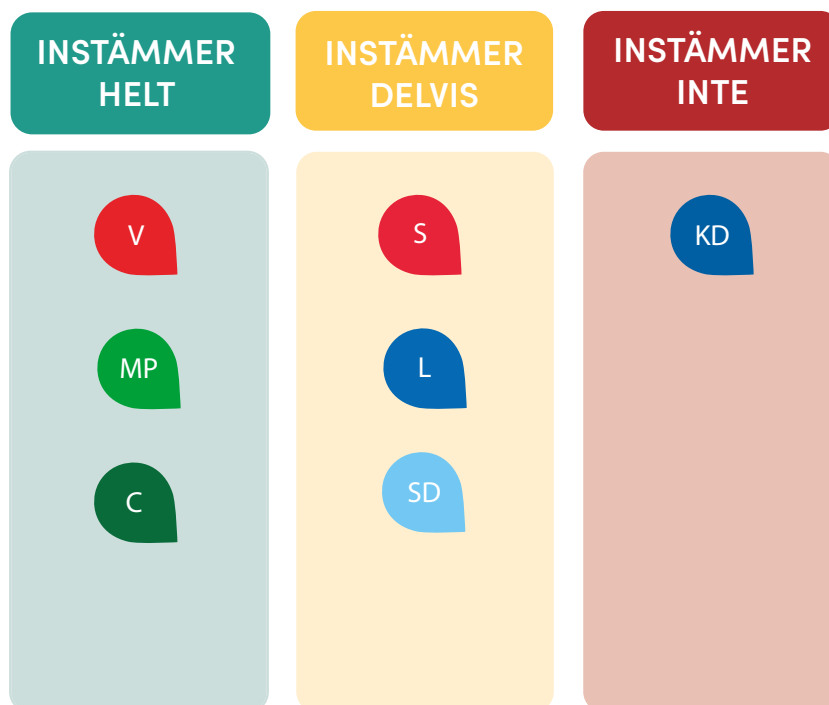 INSTÄMMER
HELT
INSTÄMMER
DELVIS
INSTÄMMER
INTE
V
MP
C
S
L
SD
KD